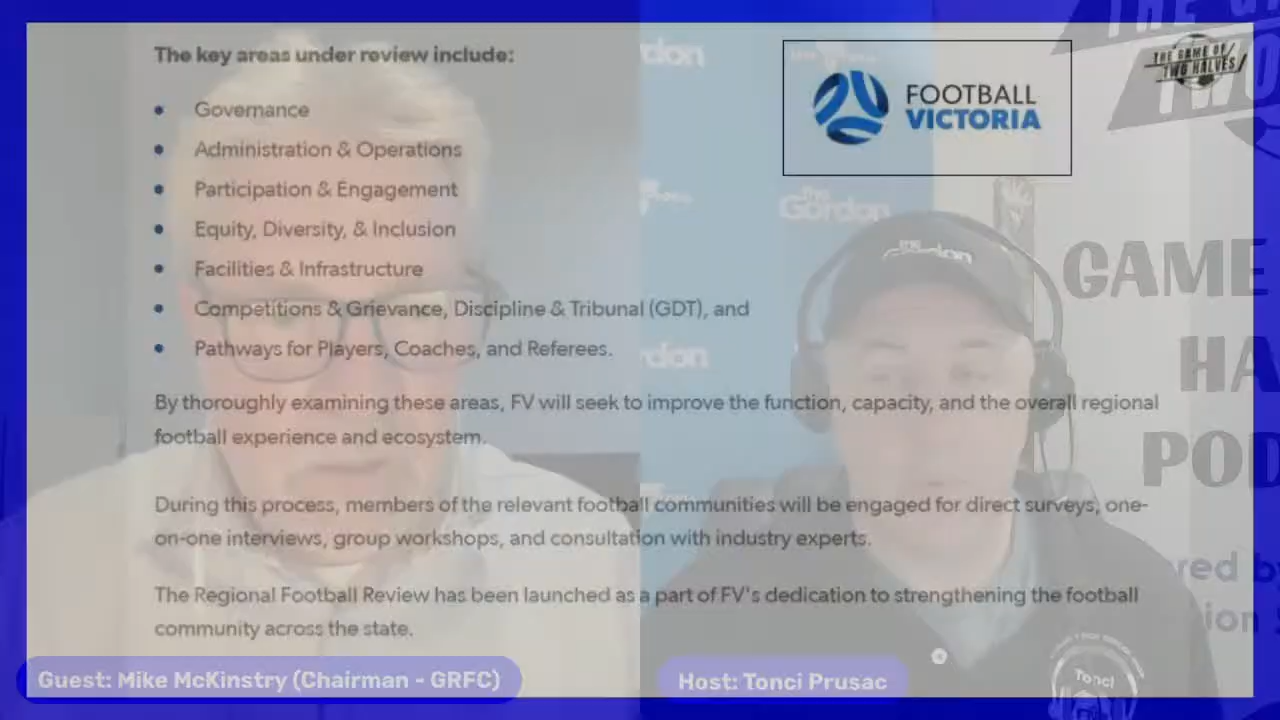 The key areas under review include:
FOOTBALL
VICTORIA
THE GAME OF
TWO HALVES
• Governance
• Administration & Operations
• Participation & Engagement
• Equity, Diversity, & Inclusion
• Facilities & Infrastructure
• Competitions & Grievance, Discipline & Tribunal (GDT), and
• Pathways for Players, Coaches, and Referees.
the
Gordon
GAME
By thoroughly examining these areas, FV will seek to improve the function, capacity, and the overall regional
football experience and ecosystem.
During this process, members of the relevant football communities will be engaged for direct surveys, one-
on-one interviews, group workshops, and consultation with industry experts.
The Regional Football Review has been launched as a part of FV's dedication to strengthening the football
community across the state.
Guest: Mike McKinstry (Chairman - GRFC)
Host: Tonci Prusac
Tonci